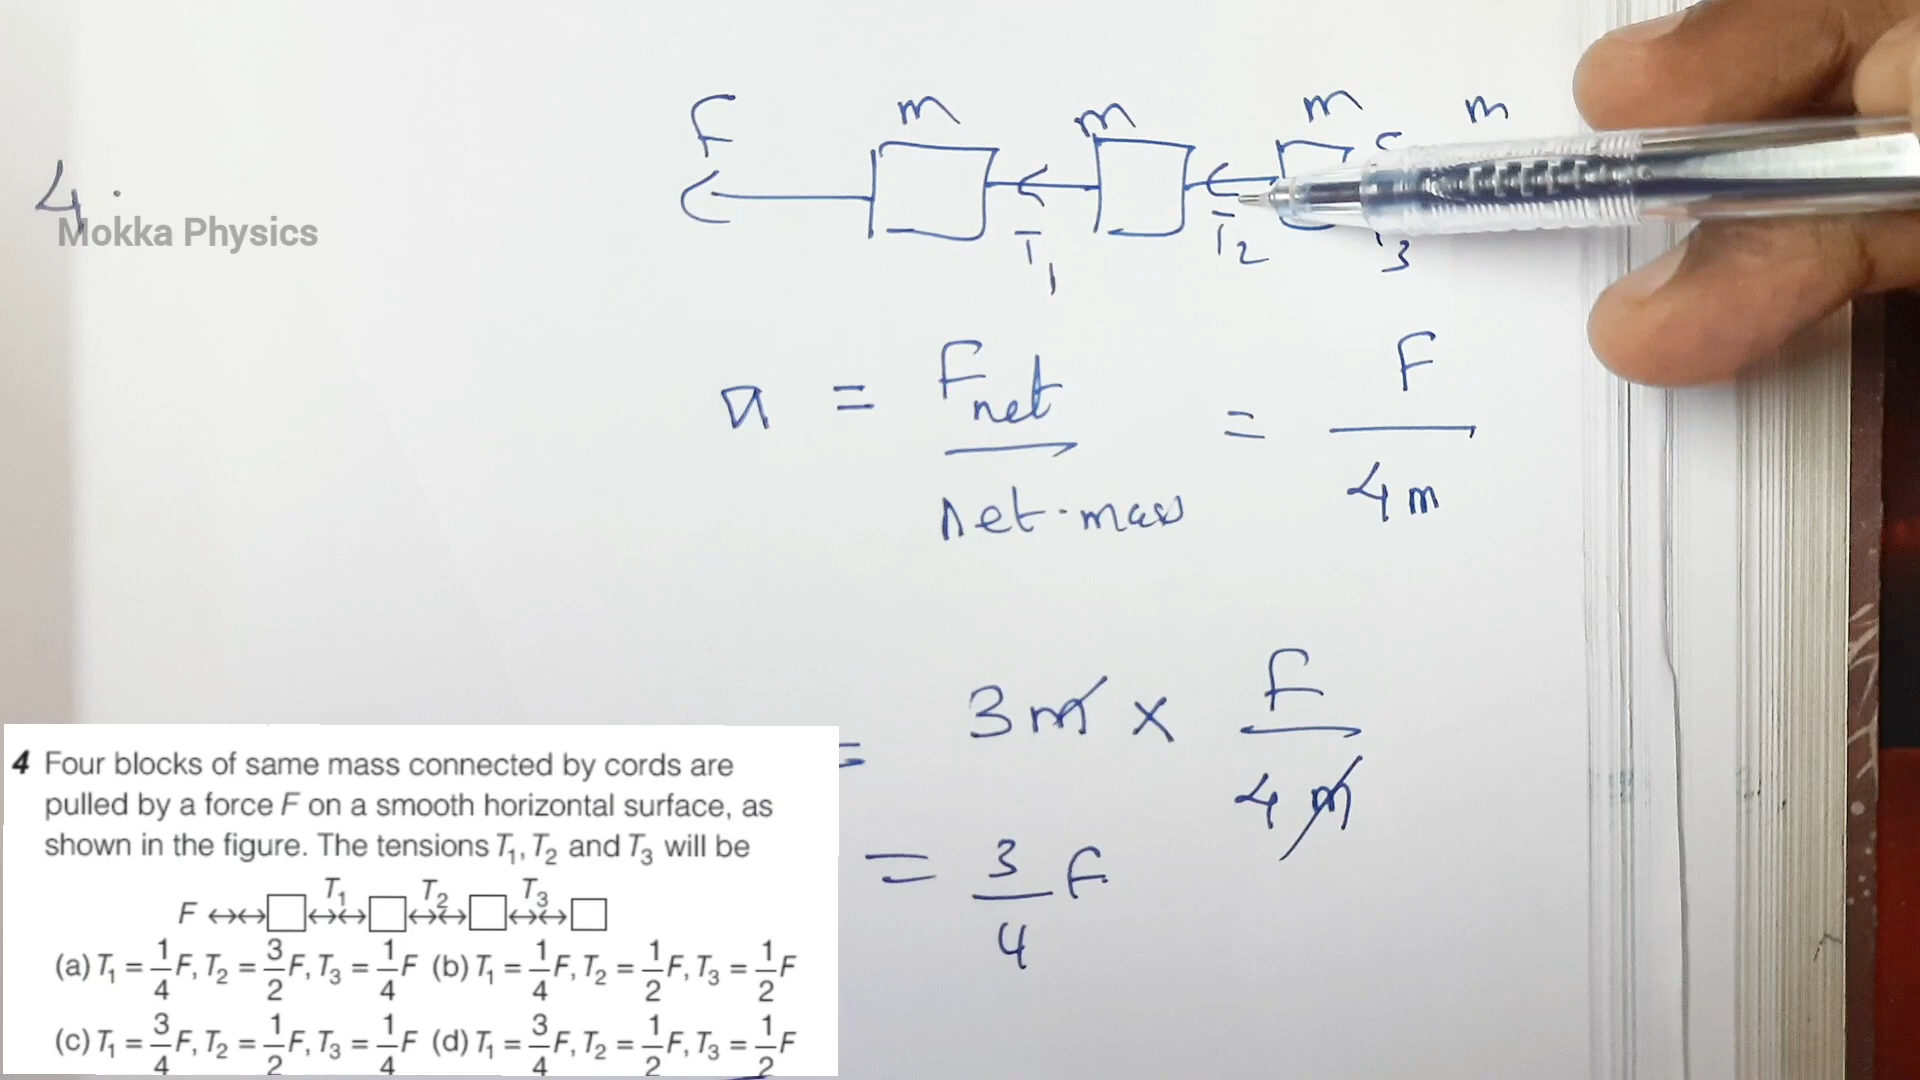 F m m m m
4.
Mokka Physics
T1 T2 3
a = Fnet / net.mass = F / 4m
= 3m × F / 4m
= 3/4 F
4 Four blocks of same mass connected by cords are
pulled by a force F on a smooth horizontal surface, as
shown in the figure. The tensions T₁, T₂ and T₃ will be
F T₁ T₂ T₃
(a) T₁ = 1/4 F, T₂ = 3/2 F, T₃ = 1/4 F (b) T₁ = 1/4 F, T₂ = 1/2 F, T₃ = 1/2 F
(c) T₁ = 3/4 F, T₂ = 1/2 F, T₃ = 1/4 F (d) T₁ = 3/4 F, T₂ = 1/2 F, T₃ = 1/2 F